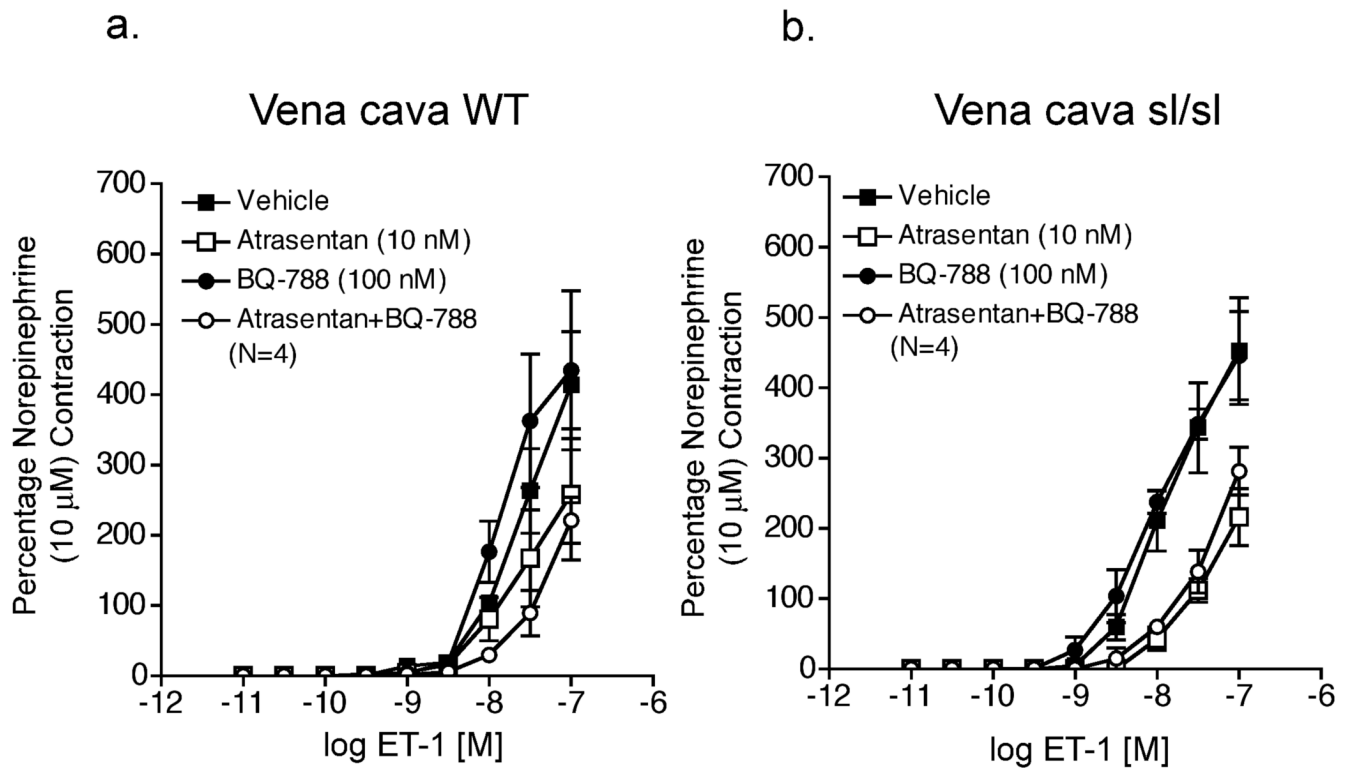 a.
Vena cava WT
Percentage Norepinephrine
(10 μM) Contraction
700
600
500
400
300
200
100
0
Vehicle
Atrasentan (10 nM)
BQ-788 (100 nM)
Atrasentan+BQ-788
(N=4)
-12 -11 -10 -9 -8 -7 -6
log ET-1 [M]
b.
Vena cava sl/sl
Percentage Norepinephrine
(10 μM) Contraction
700
600
500
400
300
200
100
0
Vehicle
Atrasentan (10 nM)
BQ-788 (100 nM)
Atrasentan+BQ-788
(N=4)
-12 -11 -10 -9 -8 -7 -6
log ET-1 [M]